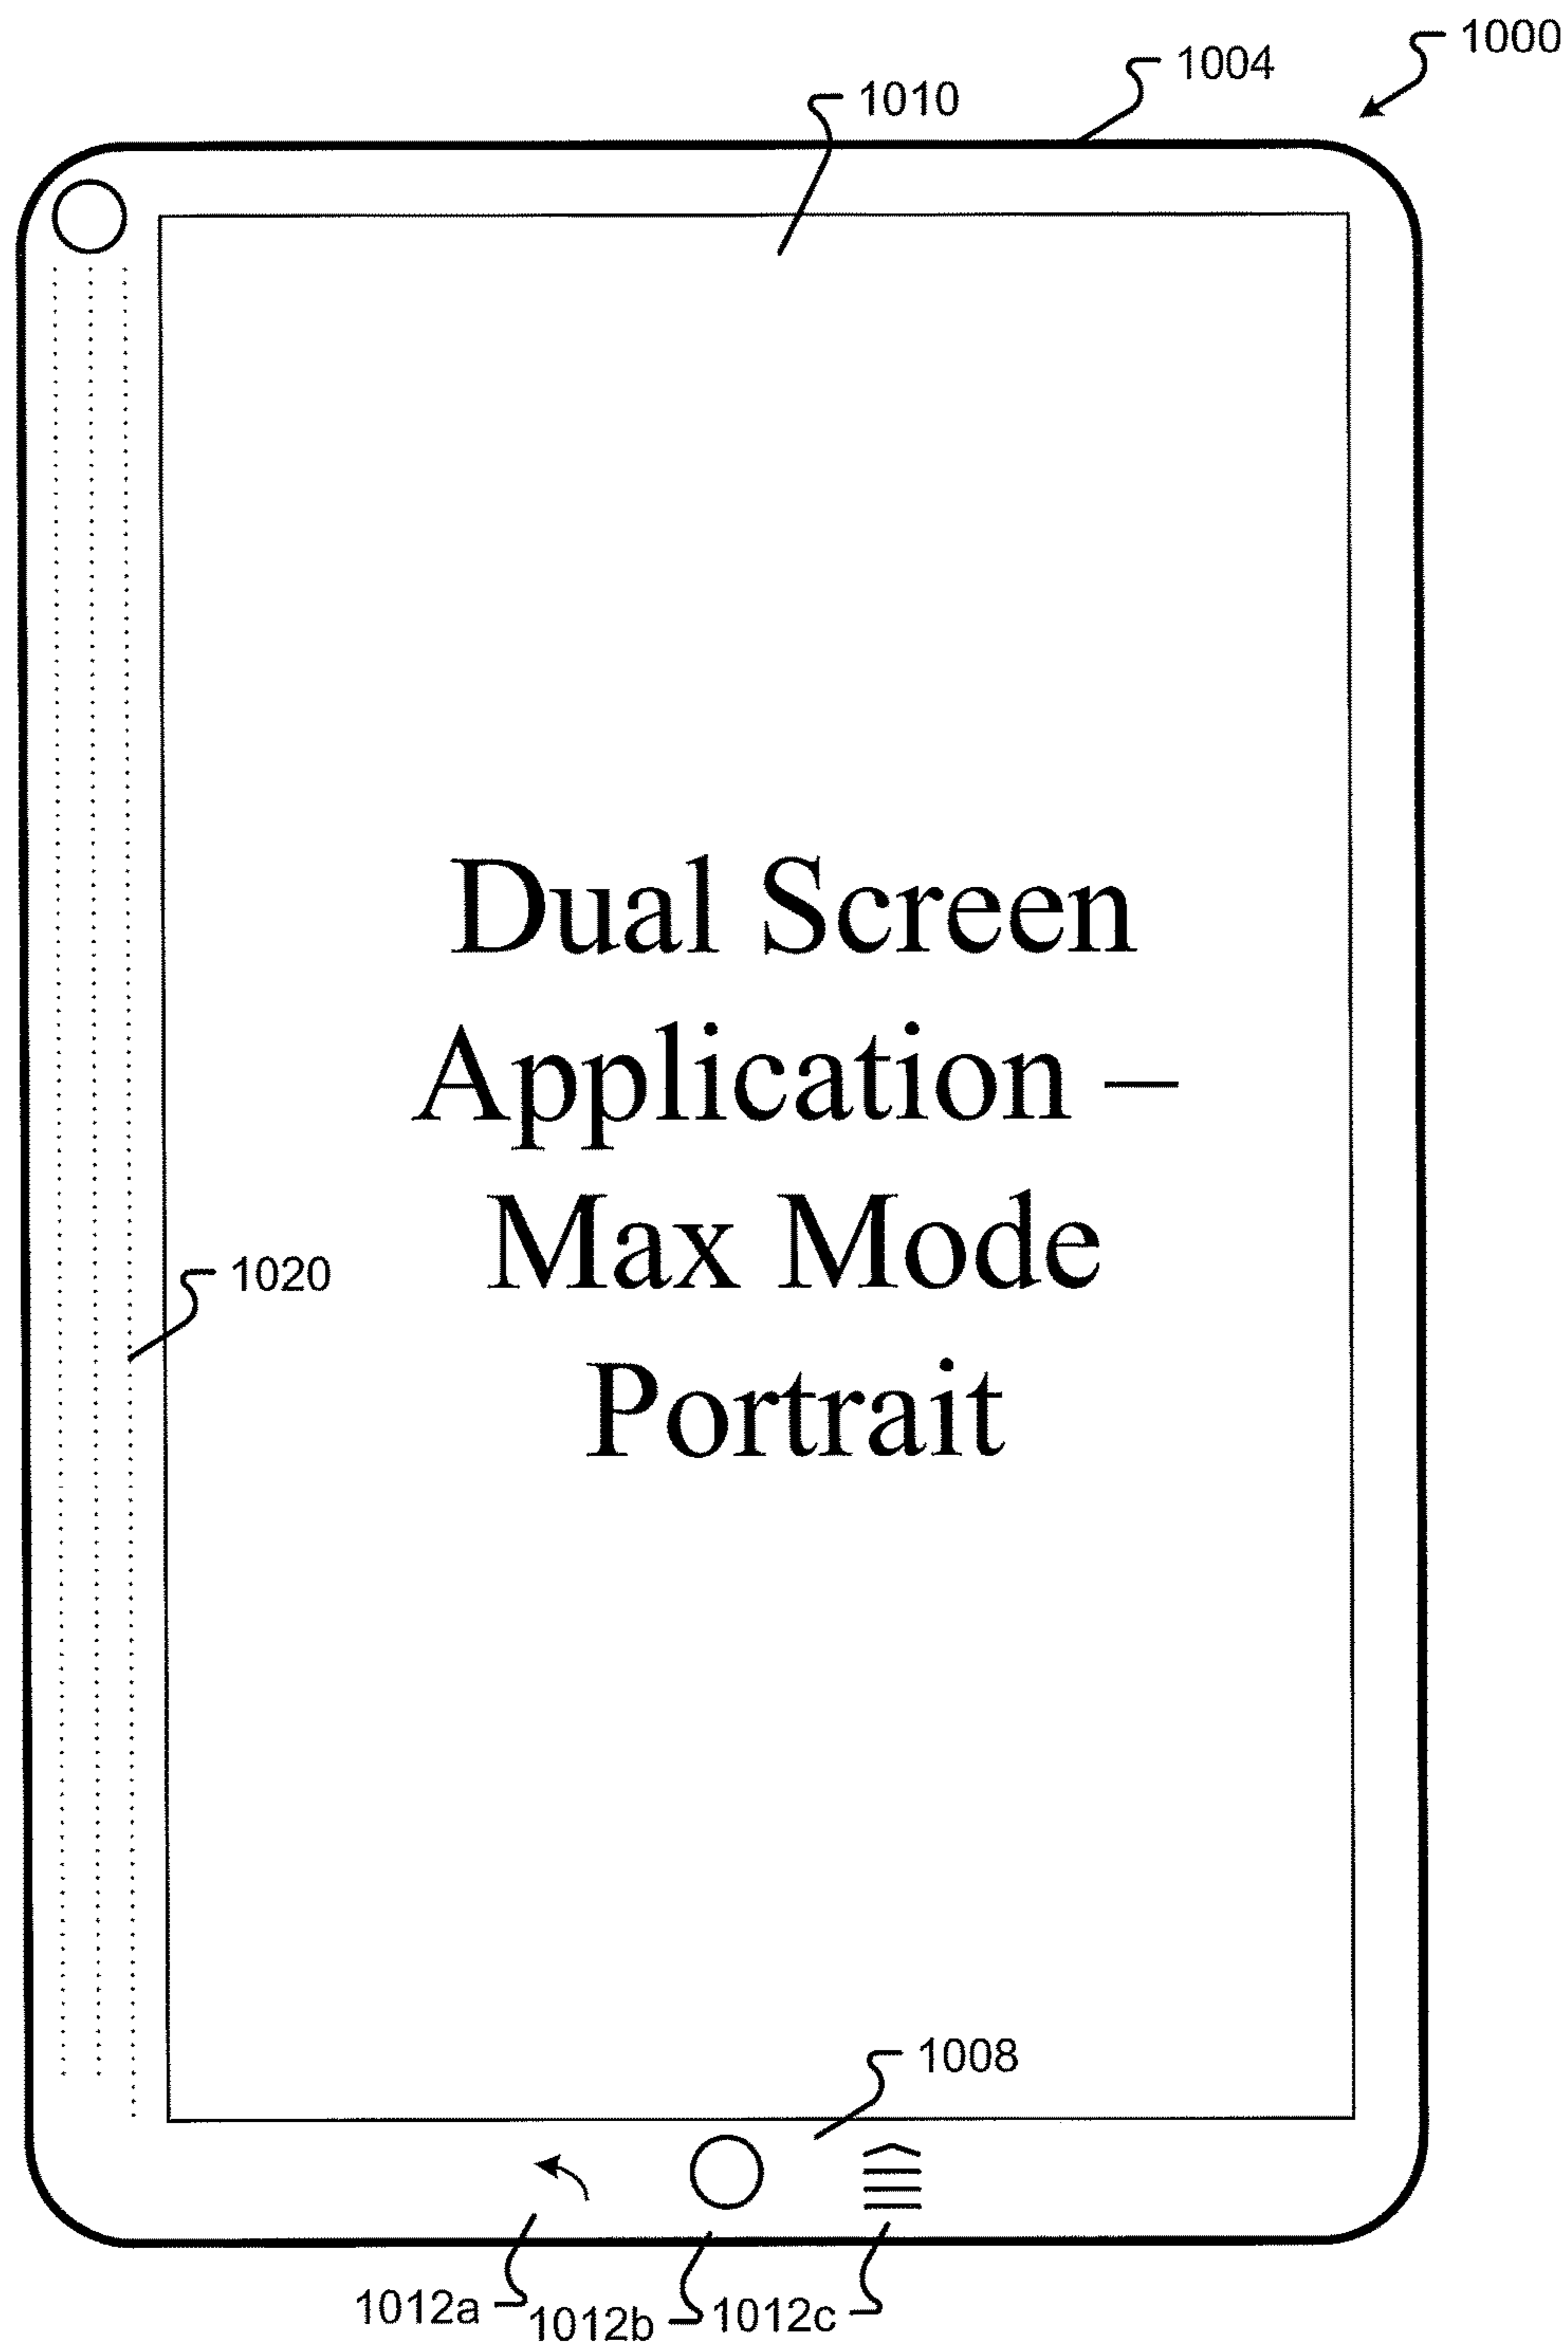 1000
1004
1010
Dual Screen
Application –
Max Mode
Portrait
1020
1008
1012a
1012b
1012c